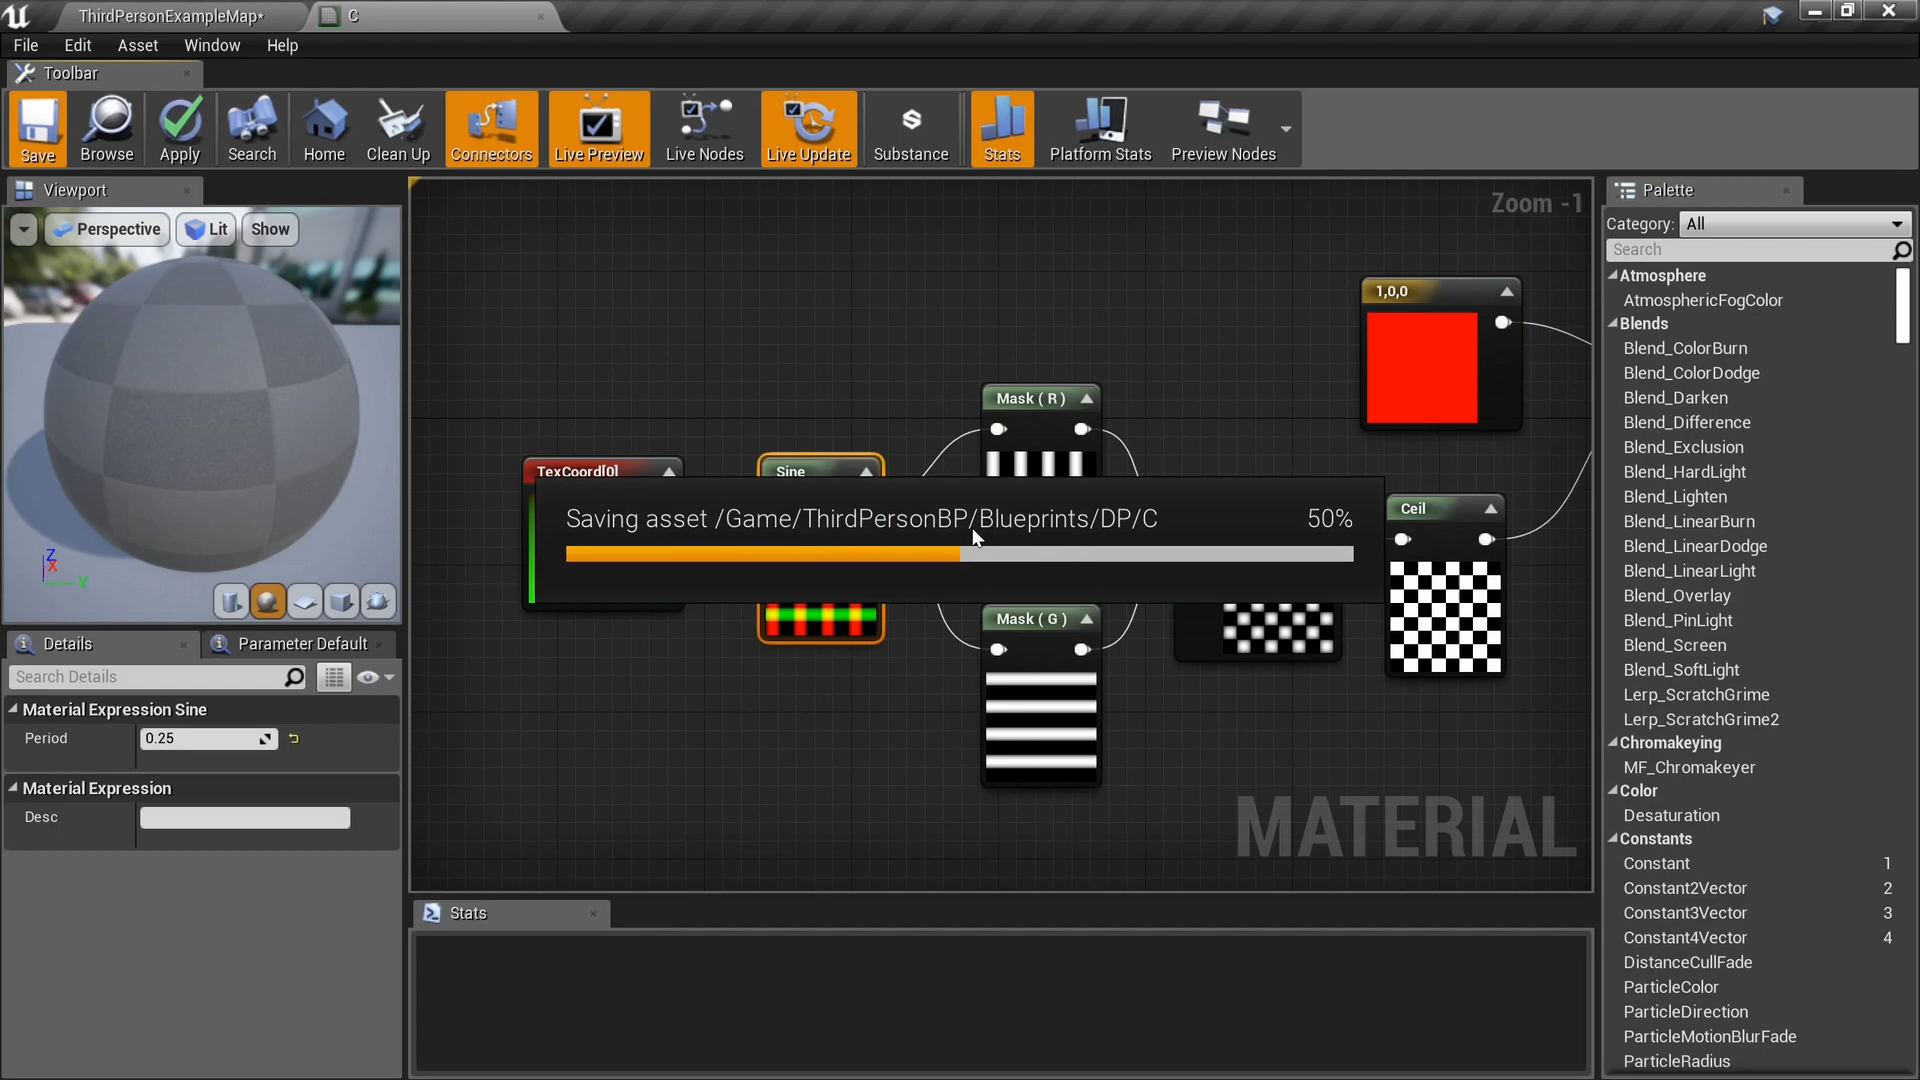 ThirdPersonExampleMap*
C
File
Edit
Asset
Window
Help
Toolbar
Save
Browse
Apply
Search
Home
Clean Up
Connectors
Live Preview
Live Nodes
Live Update
Substance
Stats
Platform Stats
Preview Nodes
Viewport
Perspective
Lit
Show
Z
X
Y
Details
Parameter Default
Search Details
Material Expression Sine
Period
0.25
Material Expression
Desc
Zoom -1
1,0,0
Mask ( R )
TexCoord[0]
Sine
Saving asset /Game/ThirdPersonBP/Blueprints/DP/C
50%
Ceil
Mask ( G )
MATERIAL
Stats
Palette
Category:
All
Search
Atmosphere
AtmosphericFogColor
Blends
Blend_ColorBurn
Blend_ColorDodge
Blend_Darken
Blend_Difference
Blend_Exclusion
Blend_HardLight
Blend_Lighten
Blend_LinearBurn
Blend_LinearDodge
Blend_LinearLight
Blend_Overlay
Blend_PinLight
Blend_Screen
Blend_SoftLight
Lerp_ScratchGrime
Lerp_ScratchGrime2
Chromakeying
MF_Chromakeyer
Color
Desaturation
Constants
Constant 1
Constant2Vector 2
Constant3Vector 3
Constant4Vector 4
DistanceCullFade
ParticleColor
ParticleDirection
ParticleMotionBlurFade
ParticleRadius